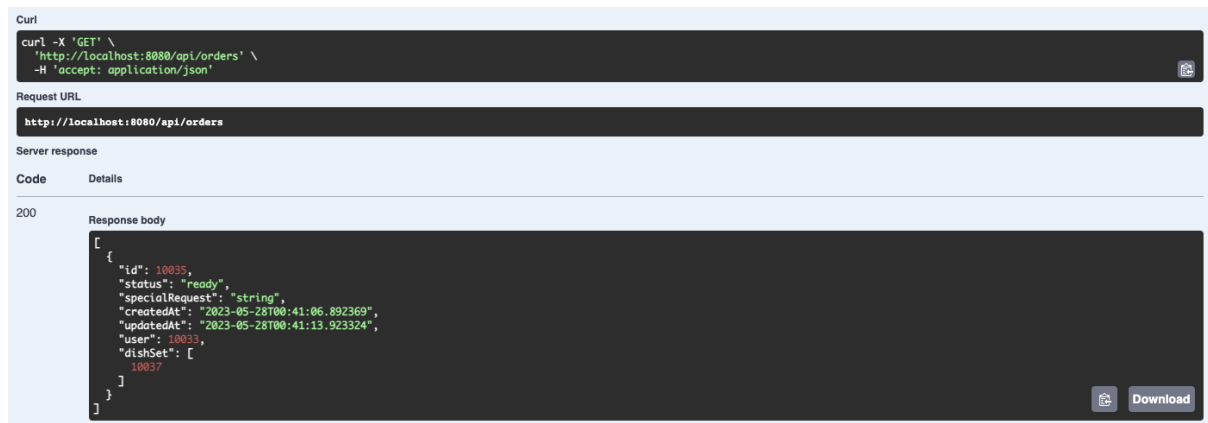 Curl
curl -X 'GET' \
  'http://localhost:8080/api/orders' \
  -H 'accept: application/json'
Request URL
http://localhost:8080/api/orders
Server response
Code Details
200
Response body
[
  {
    "id": 10035,
    "status": "ready",
    "specialRequest": "string",
    "createdAt": "2023-05-28T00:41:06.892369",
    "updatedAt": "2023-05-28T00:41:13.923324",
    "user": 10033,
    "dishSet": [
      10037
    ]
  }
]
Download